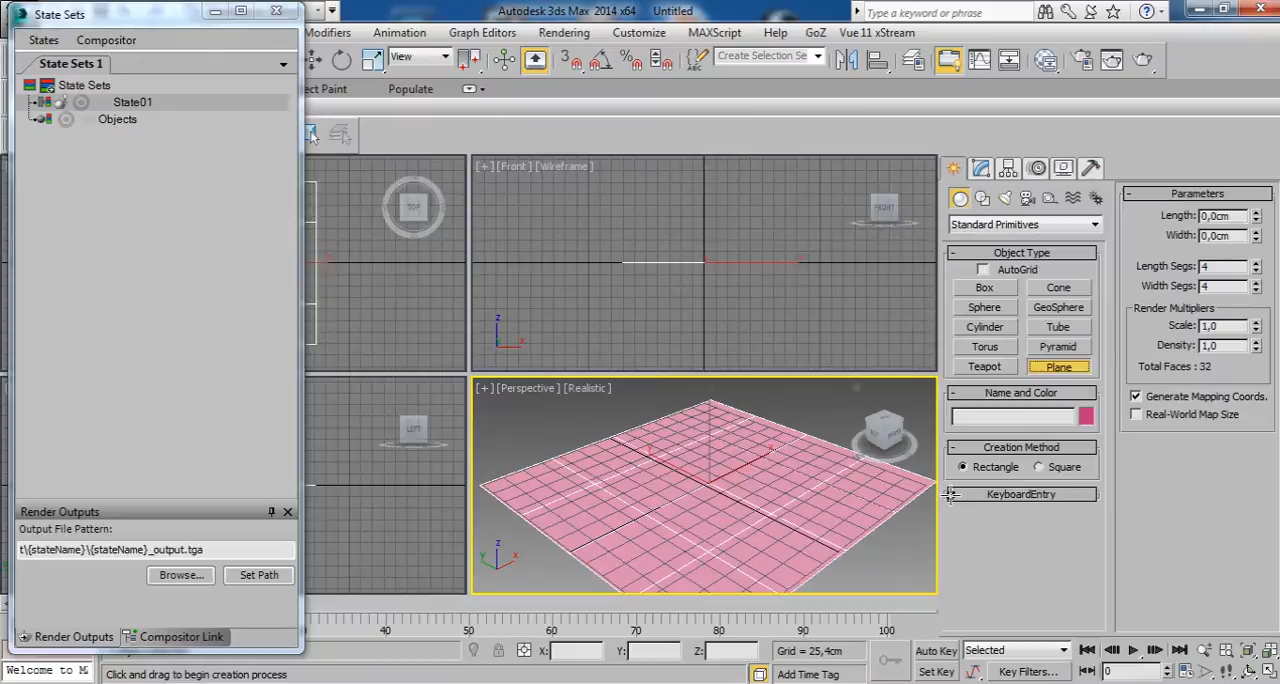 State Sets
Autodesk 3ds Max 2014 x64 Untitled
Type a keyword or phrase
States Compositor
Modifiers Animation Graph Editors Rendering Customize MAXScript Help GoZ Vue 11 xStream
State Sets 1
View
Create Selection Se
State Sets
ct Paint Populate
State01
Objects
[+][Front][Wireframe]
TOP
FRONT
z
x
Standard Primitives
Object Type
AutoGrid
Box Cone
Sphere GeoSphere
Cylinder Tube
Torus Pyramid
Teapot Plane
Name and Color
Creation Method
Rectangle Square
KeyboardEntry
Parameters
Length: 0,0cm
Width: 0,0cm
Length Segs: 4
Width Segs: 4
Render Multipliers
Scale: 1,0
Density: 1,0
Total Faces : 32
Generate Mapping Coords.
Real-World Map Size
LEFT
[+][Perspective][Realistic]
z
y x
Render Outputs
Output File Pattern:
t\{stateName}\{stateName}_output.tga
Browse... Set Path
Render Outputs Compositor Link
40 50 60 70 80 90 100
X: Y: Z: Grid = 25,4cm
Auto Key Selected
Set Key Key Filters... 0
Welcome to M
Click and drag to begin creation process
Add Time Tag